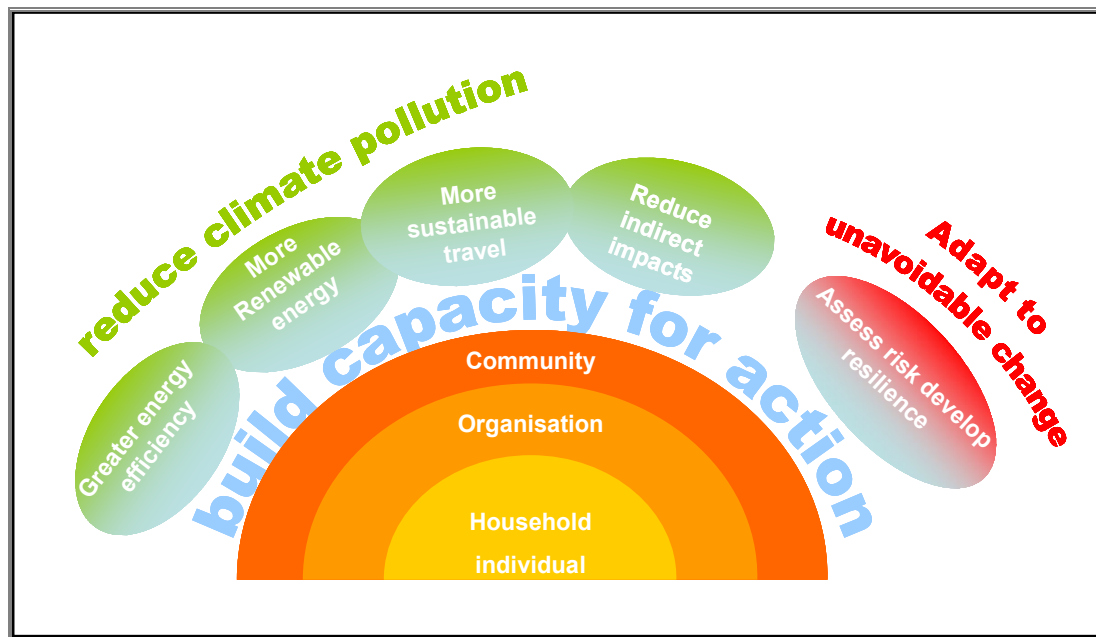 reduce climate pollution
Greater energy
efficiency
More
Renewable
energy
More
sustainable
travel
Reduce
indirect
impacts
Adapt to
unavoidable change
Assess risk develop
resilience
build capacity for action
Community
Organisation
Household
individual